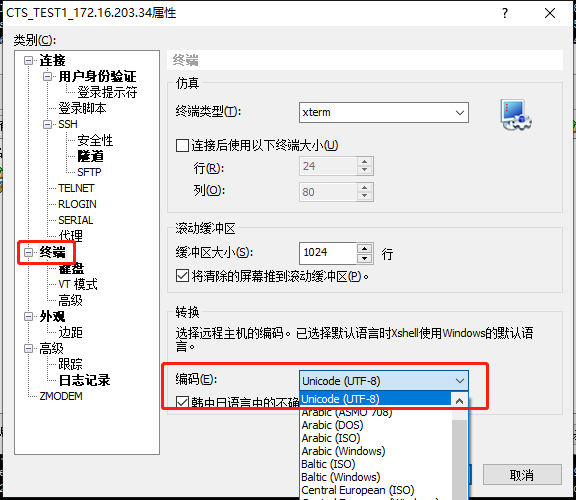 CTS_TEST1_172.16.203.34属性
类别(C):
连接
用户身份验证
登录提示符
登录脚本
SSH
安全性
隧道
SFTP
TELNET
RLOGIN
SERIAL
代理
终端
键盘
VT 模式
高级
外观
边距
高级
跟踪
日志记录
ZMODEM
终端
仿真
终端类型(T):
xterm
连接后使用以下终端大小(U)
行(R):
24
列(O):
80
滚动缓冲区
缓冲区大小(S):
1024
行
将清除的屏幕推到滚动缓冲区(P)。
转换
选择远程主机的编码。已选择默认语言时Xshell使用Windows的默认语
言。
编码(E):
Unicode (UTF-8)
韩中日语言中的不确
Unicode (UTF-8)
Arabic (ASMO 708)
Arabic (DOS)
Arabic (ISO)
Arabic (Windows)
Baltic (ISO)
Baltic (Windows)
Central European (ISO)
取消